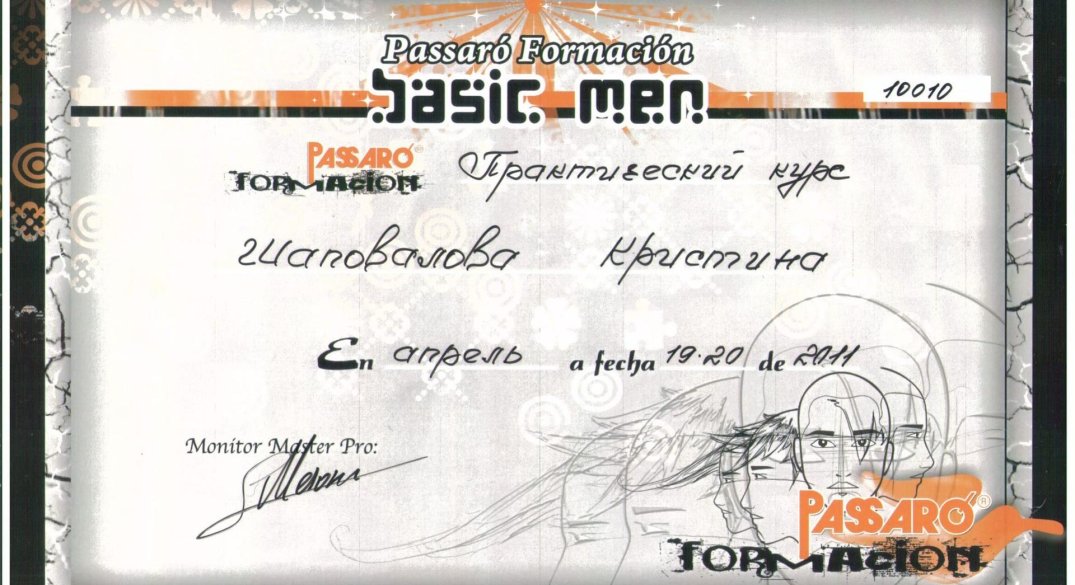 Passaró Formación
basic men
10010
PASSARÓ® FORMACIÓN Практический курс
Шаповалова Кристина
En апрель a fecha 19-20 de 2011
Monitor Master Pro:
PASSARÓ®
FORMACIÓN